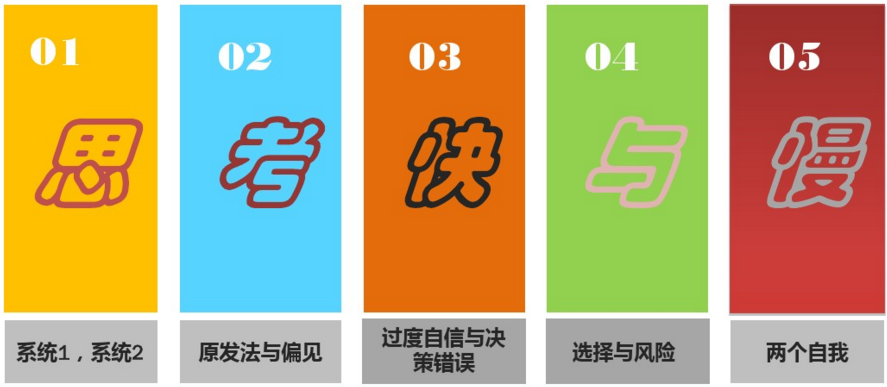 01
02
03
04
05
思
考
快
与
慢
系统1，系统2
原发法与偏见
过度自信与决
策错误
选择与风险
两个自我